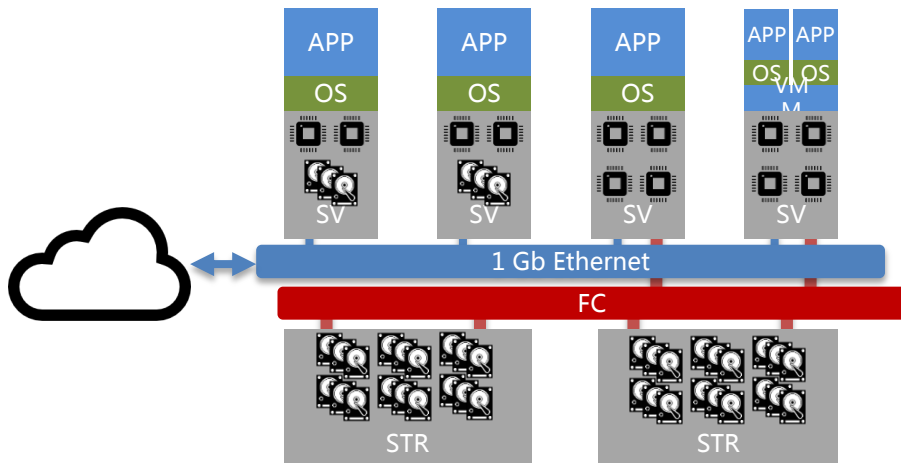 APP
APP
APP
APP APP
OS
OS
OS
OS OS
VM
M
SV
SV
SV
SV
1 Gb Ethernet
FC
STR
STR